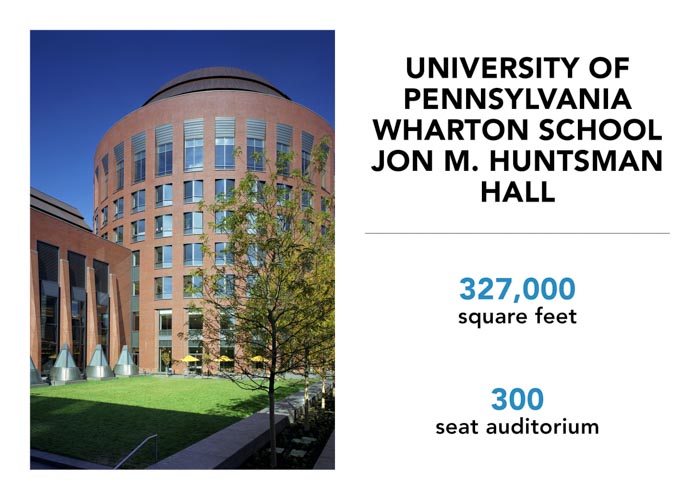 UNIVERSITY OF
PENNSYLVANIA
WHARTON SCHOOL
JON M. HUNTSMAN
HALL
327,000
square feet
300
seat auditorium